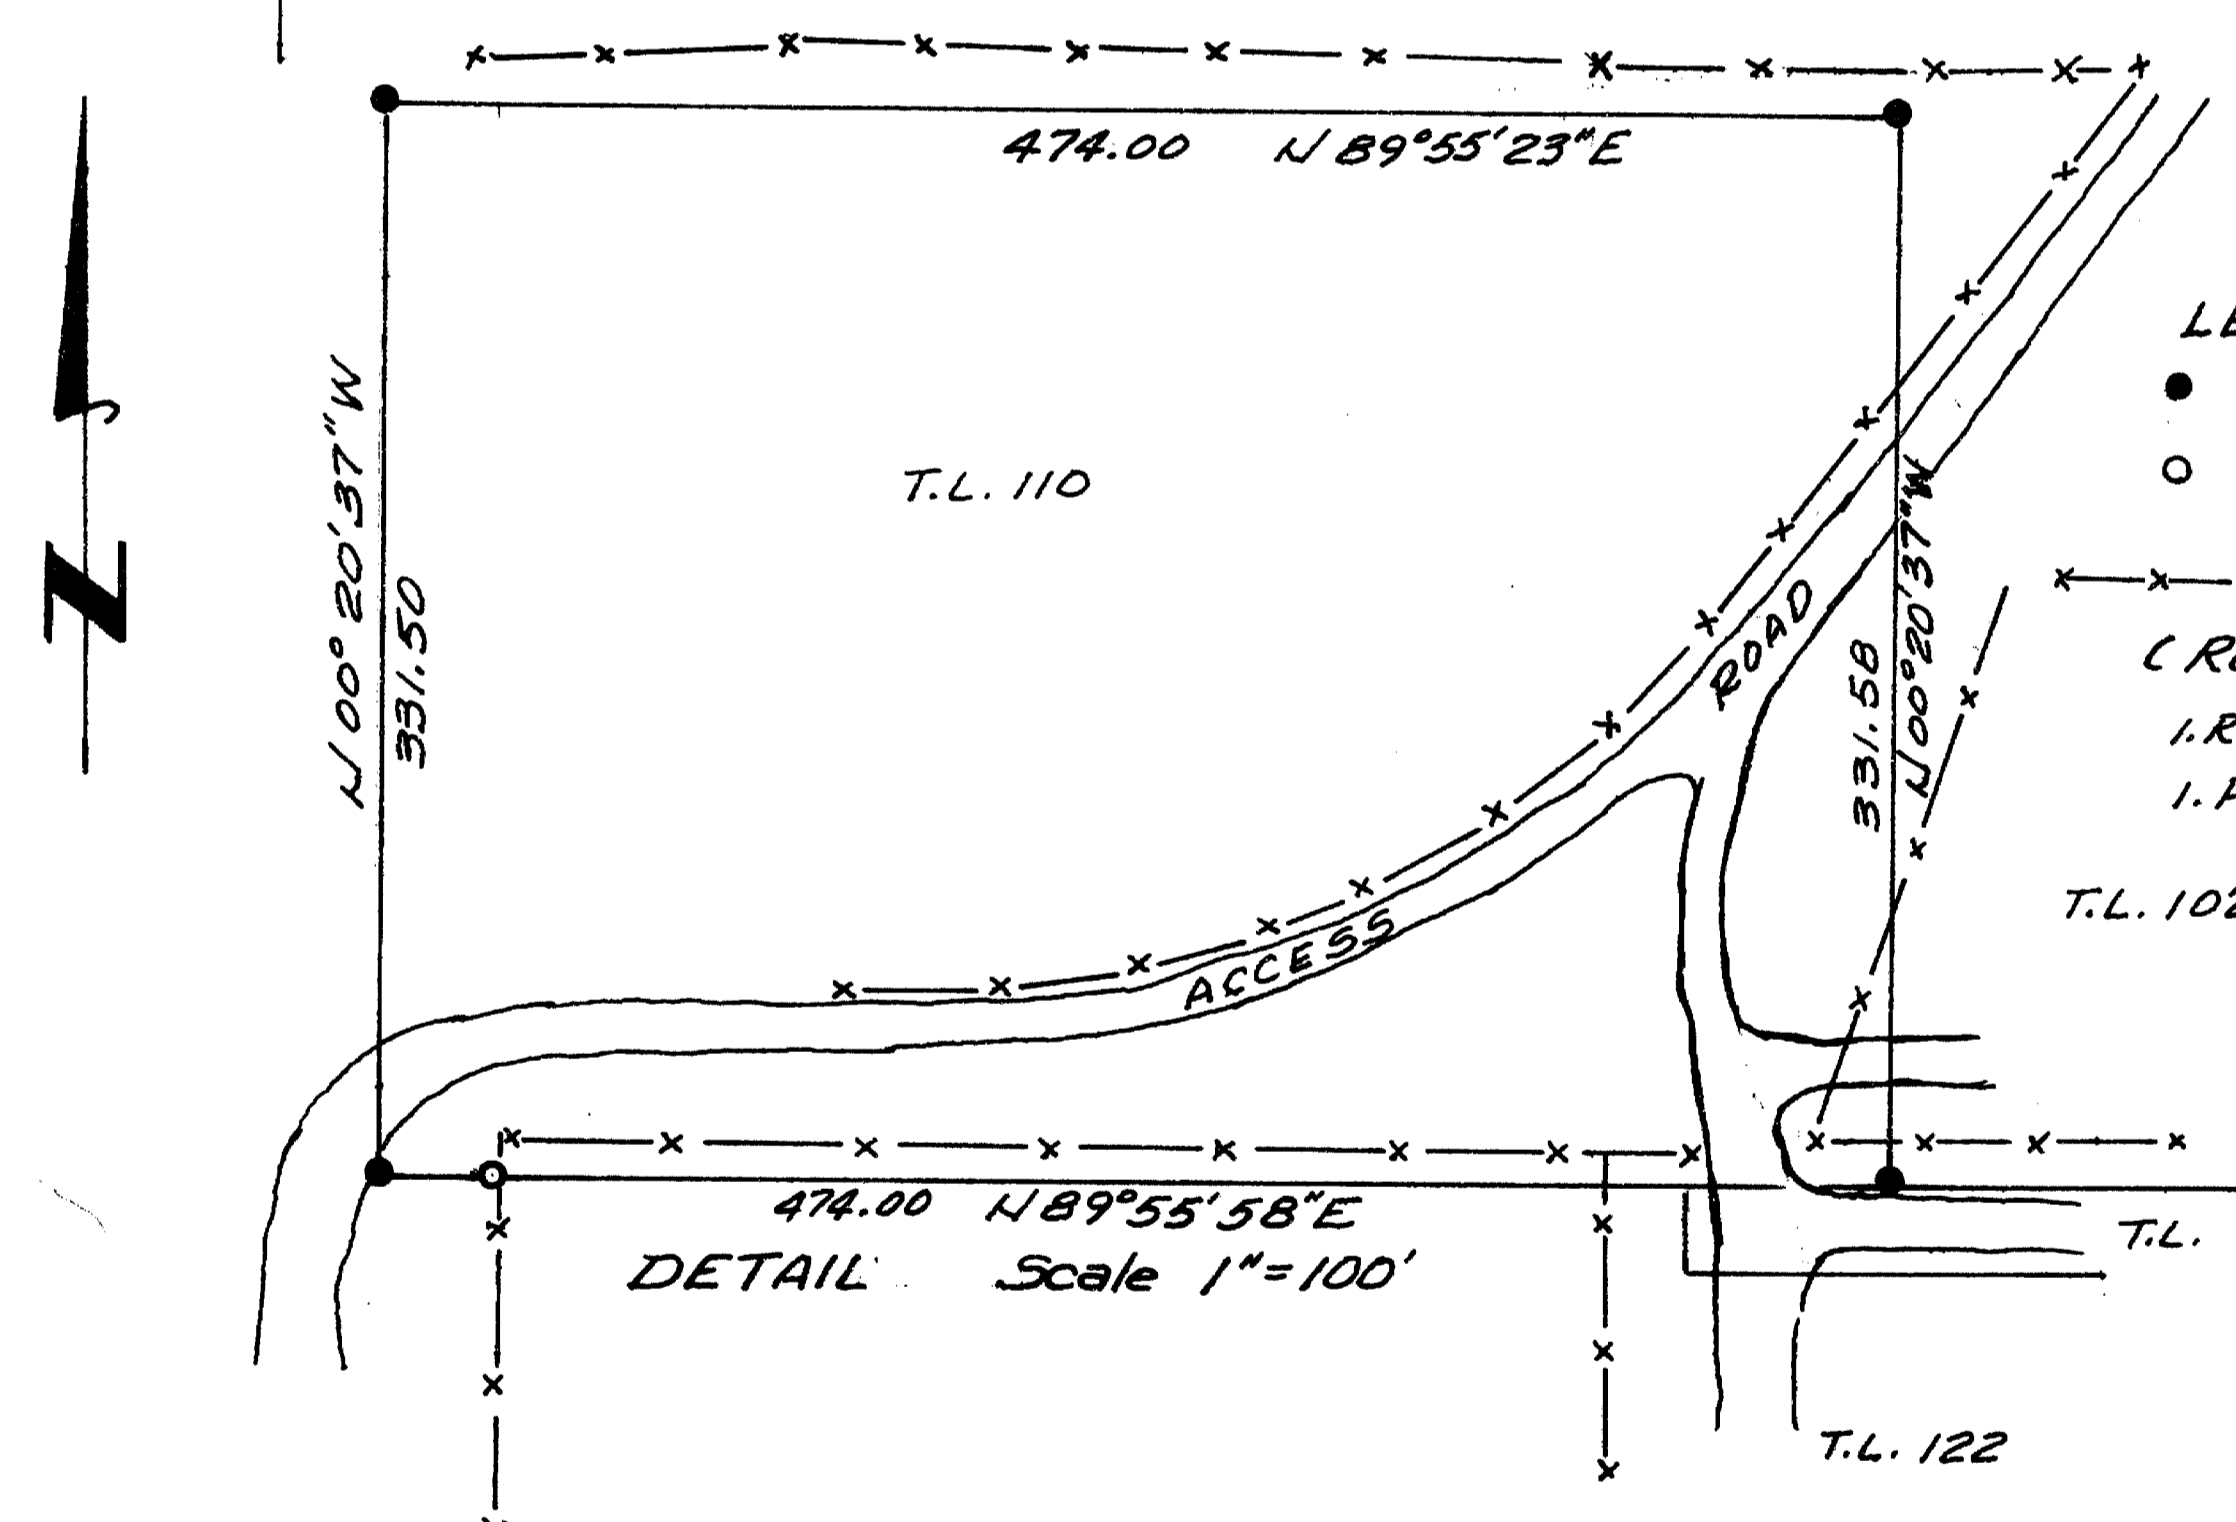 474.00 N 89°55'23"E
N
N 00°20'37"W
331.50
T.L. 110
ROAD
ACCESS
331.58
N 00°20'37"W
T.L. 102
474.00 N 89°55'58"E
DETAIL Scale 1"=100'
T.L.
T.L. 122